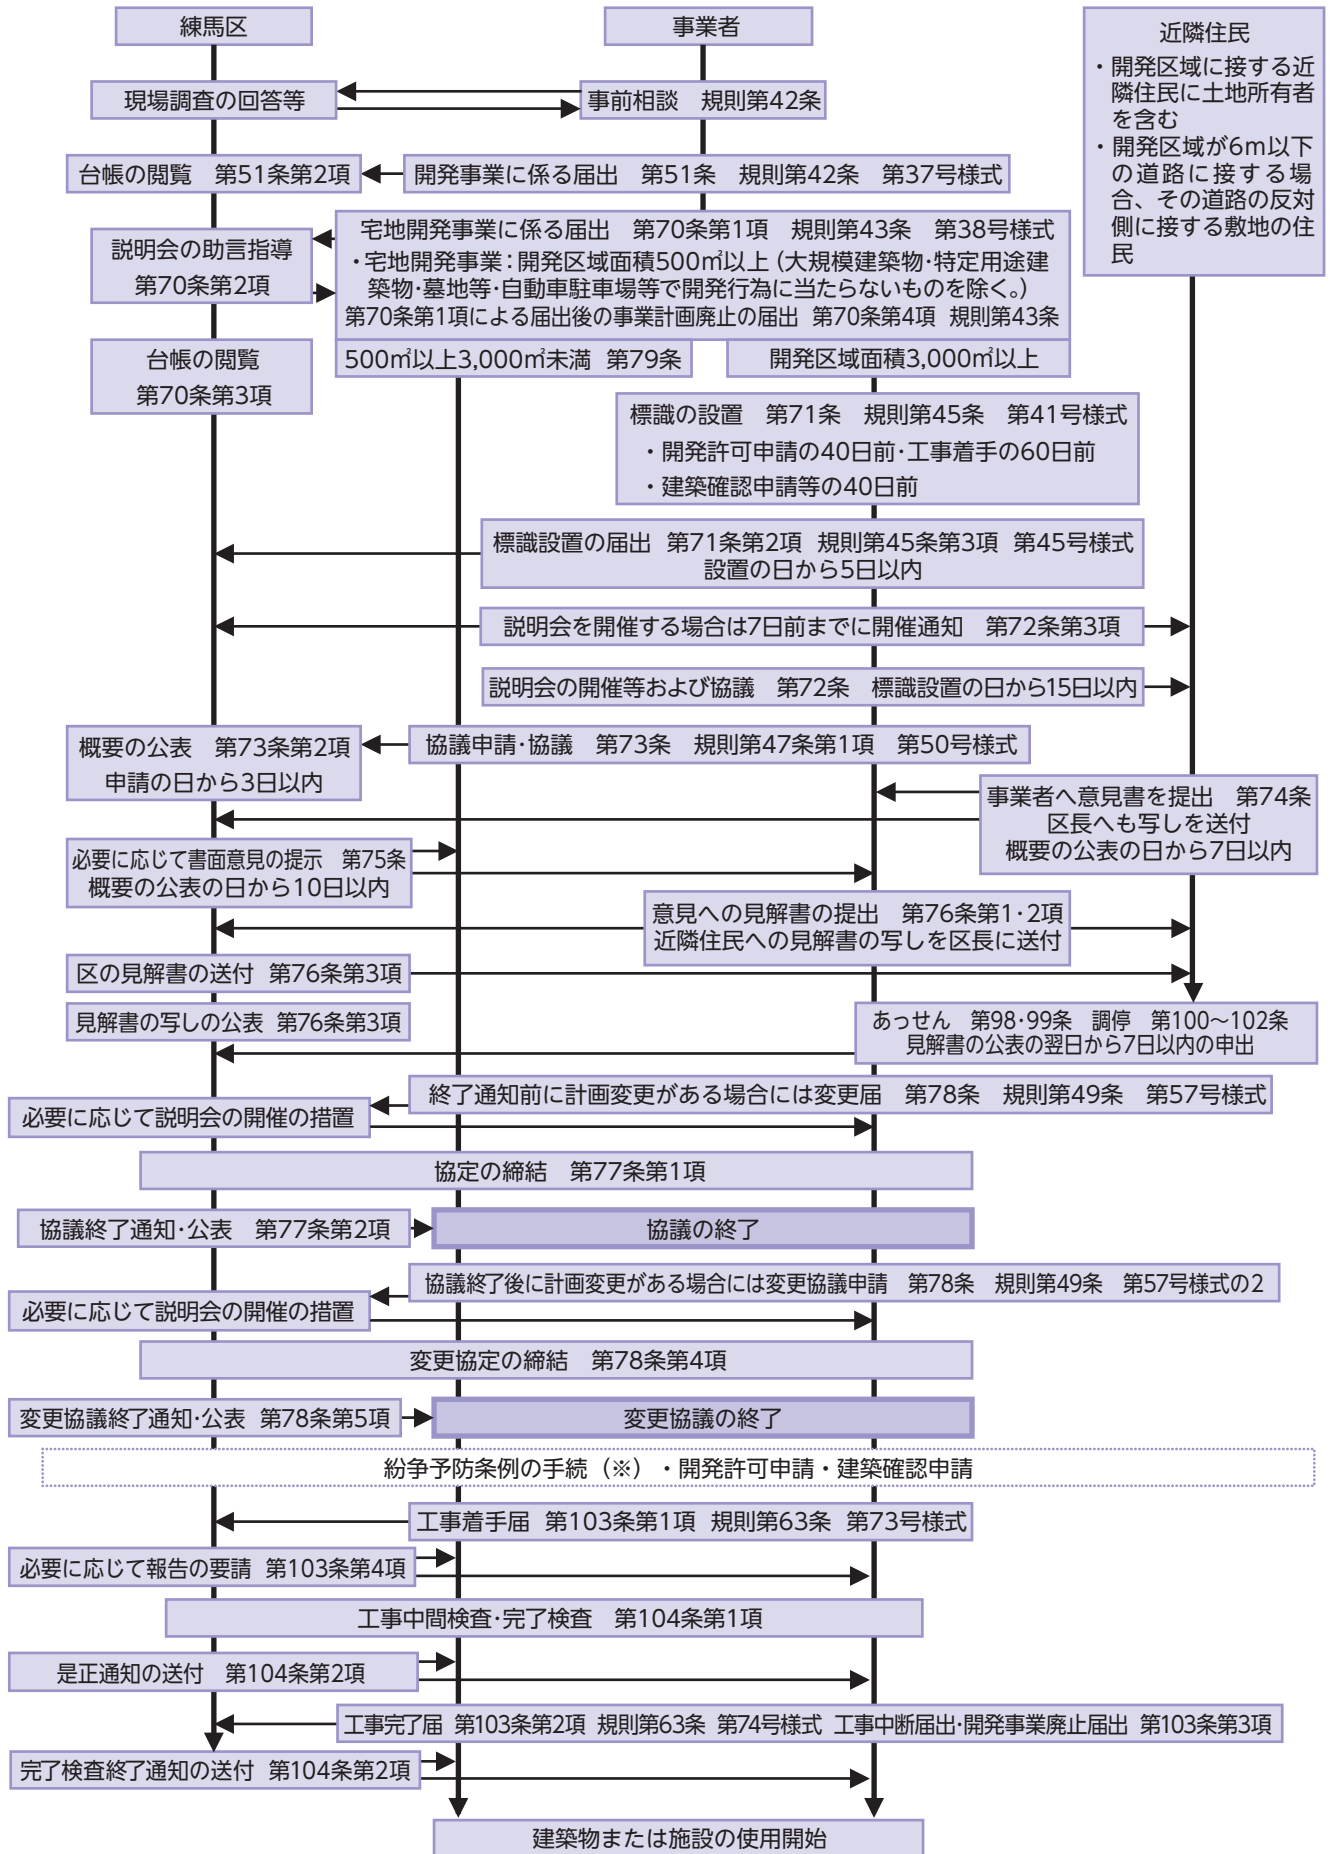 練馬区
事業者
近隣住民
・開発区域に接する近
隣住民に土地所有者
を含む
・開発区域が6m以下
の道路に接する場
合、その道路の反対
側に接する敷地の住
民
現場調査の回答等
事前相談　規則第42条
台帳の閲覧　第51条第2項
開発事業に係る届出　第51条　規則第42条　第37号様式
説明会の助言指導
第70条第2項
宅地開発事業に係る届出　第70条第1項　規則第43条　第38号様式
・宅地開発事業：開発区域面積500㎡以上（大規模建築物・特定用途建
築物・墓地等・自動車駐車場等で開発行為に当たらないものを除く。）
第70条第1項による届出後の事業計画廃止の届出　第70条第4項　規則第43条
台帳の閲覧
第70条第3項
500㎡以上3,000㎡未満　第79条
開発区域面積3,000㎡以上
標識の設置　第71条　規則第45条　第41号様式
・開発許可申請の40日前・工事着手の60日前
・建築確認申請等の40日前
標識設置の届出　第71条第2項　規則第45条第3項　第45号様式
設置の日から5日以内
説明会を開催する場合は7日前までに開催通知　第72条第3項
説明会の開催等および協議　第72条　標識設置の日から15日以内
概要の公表　第73条第2項
申請の日から3日以内
協議申請・協議　第73条　規則第47条第1項　第50号様式
事業者へ意見書を提出　第74条
区長へも写しを送付
概要の公表の日から7日以内
必要に応じて書面意見の提示　第75条
概要の公表の日から10日以内
意見への見解書の提出　第76条第1・2項
近隣住民への見解書の写しを区長に送付
区の見解書の送付　第76条第3項
見解書の写しの公表　第76条第3項
あっせん　第98・99条　調停　第100～102条
見解書の公表の翌日から7日以内の申出
終了通知前に計画変更がある場合には変更届　第78条　規則第49条　第57号様式
必要に応じて説明会の開催の措置
協定の締結　第77条第1項
協議終了通知・公表　第77条第2項
協議の終了
協議終了後に計画変更がある場合には変更協議申請　第78条　規則第49条　第57号様式の2
必要に応じて説明会の開催の措置
変更協定の締結　第78条第4項
変更協議終了通知・公表　第78条第5項
変更協議の終了
紛争予防条例の手続（※）・開発許可申請・建築確認申請
工事着手届　第103条第1項　規則第63条　第73号様式
必要に応じて報告の要請　第103条第4項
工事中間検査・完了検査　第104条第1項
是正通知の送付　第104条第2項
工事完了届　第103条第2項　規則第63条　第74号様式　工事中断届出・開発事業廃止届出　第103条第3項
完了検査終了通知の送付　第104条第2項
建築物または施設の使用開始